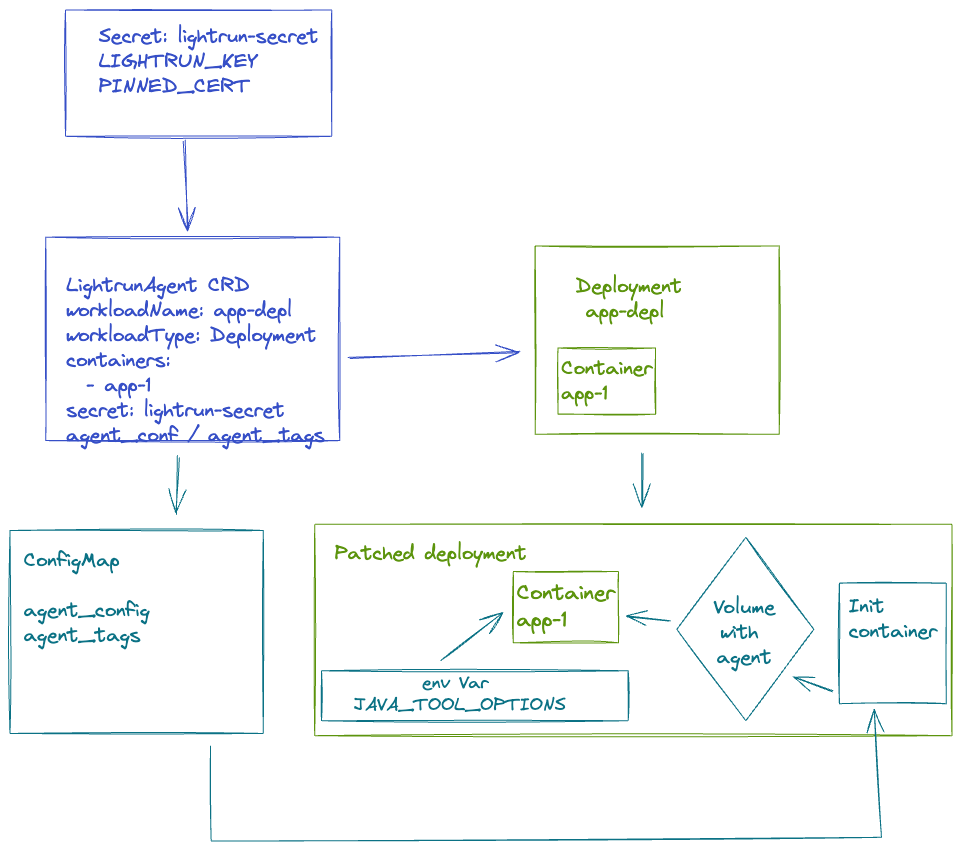 Secret: lightrun-secret
LIGHTRUN_KEY
PINNED_CERT
LightrunAgent CRD
workloadName: app-depl
workloadType: Deployment
containers:
- app-1
secret: lightrun-secret
agent_conf / agent_tags
Deployment
app-depl
Container
app-1
ConfigMap
agent_config
agent_tags
Patched deployment
Container
app-1
env Var
JAVA_TOOL_OPTIONS
Volume
with
agent
Init
container